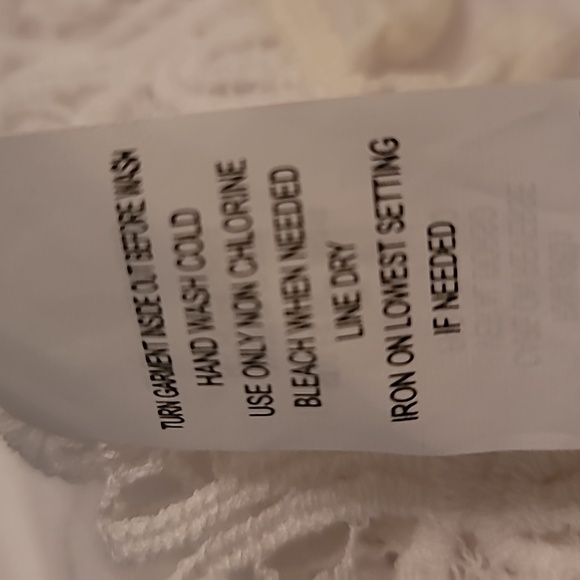 TURN GARMENT INSIDE OUT BEFORE WASH
HAND WASH COLD
USE ONLY NON CHLORINE
BLEACH WHEN NEEDED
LINE DRY
IRON ON LOWEST SETTING
IF NEEDED